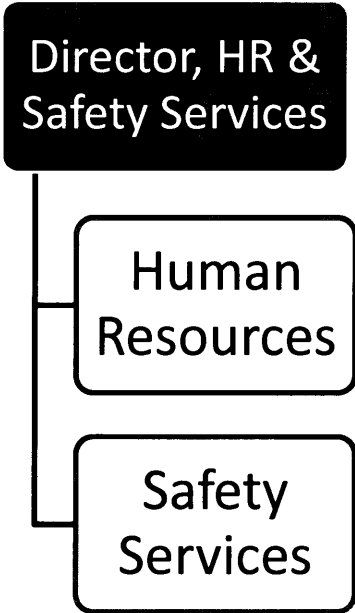 Director, HR &
Safety Services
Human
Resources
Safety
Services